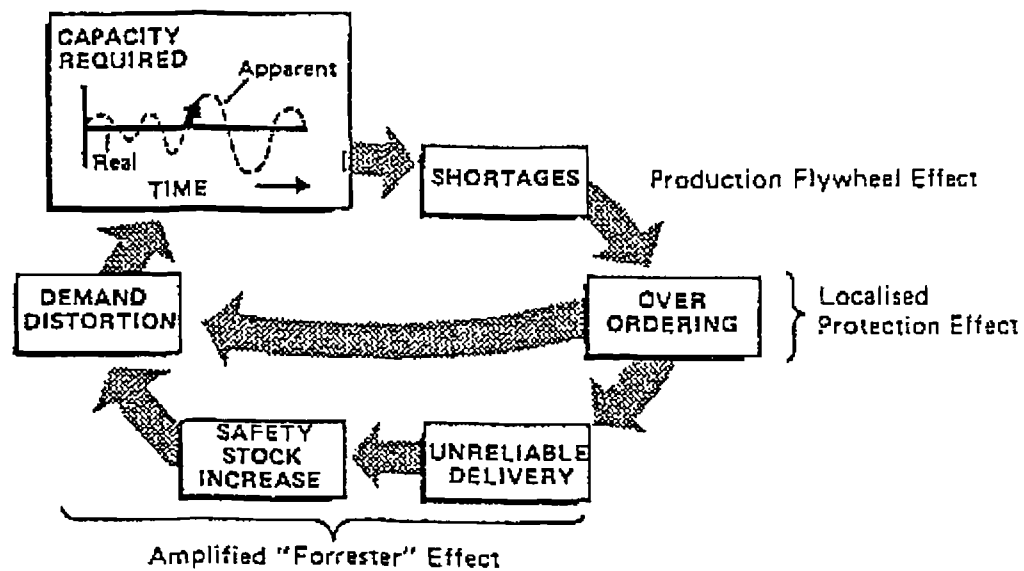 CAPACITY
REQUIRED
Apparent
Real
TIME
SHORTAGES
Production Flywheel Effect
DEMAND
DISTORTION
OVER
ORDERING
Localised
Protection Effect
SAFETY
STOCK
INCREASE
UNRELIABLE
DELIVERY
Amplified "Forrester" Effect